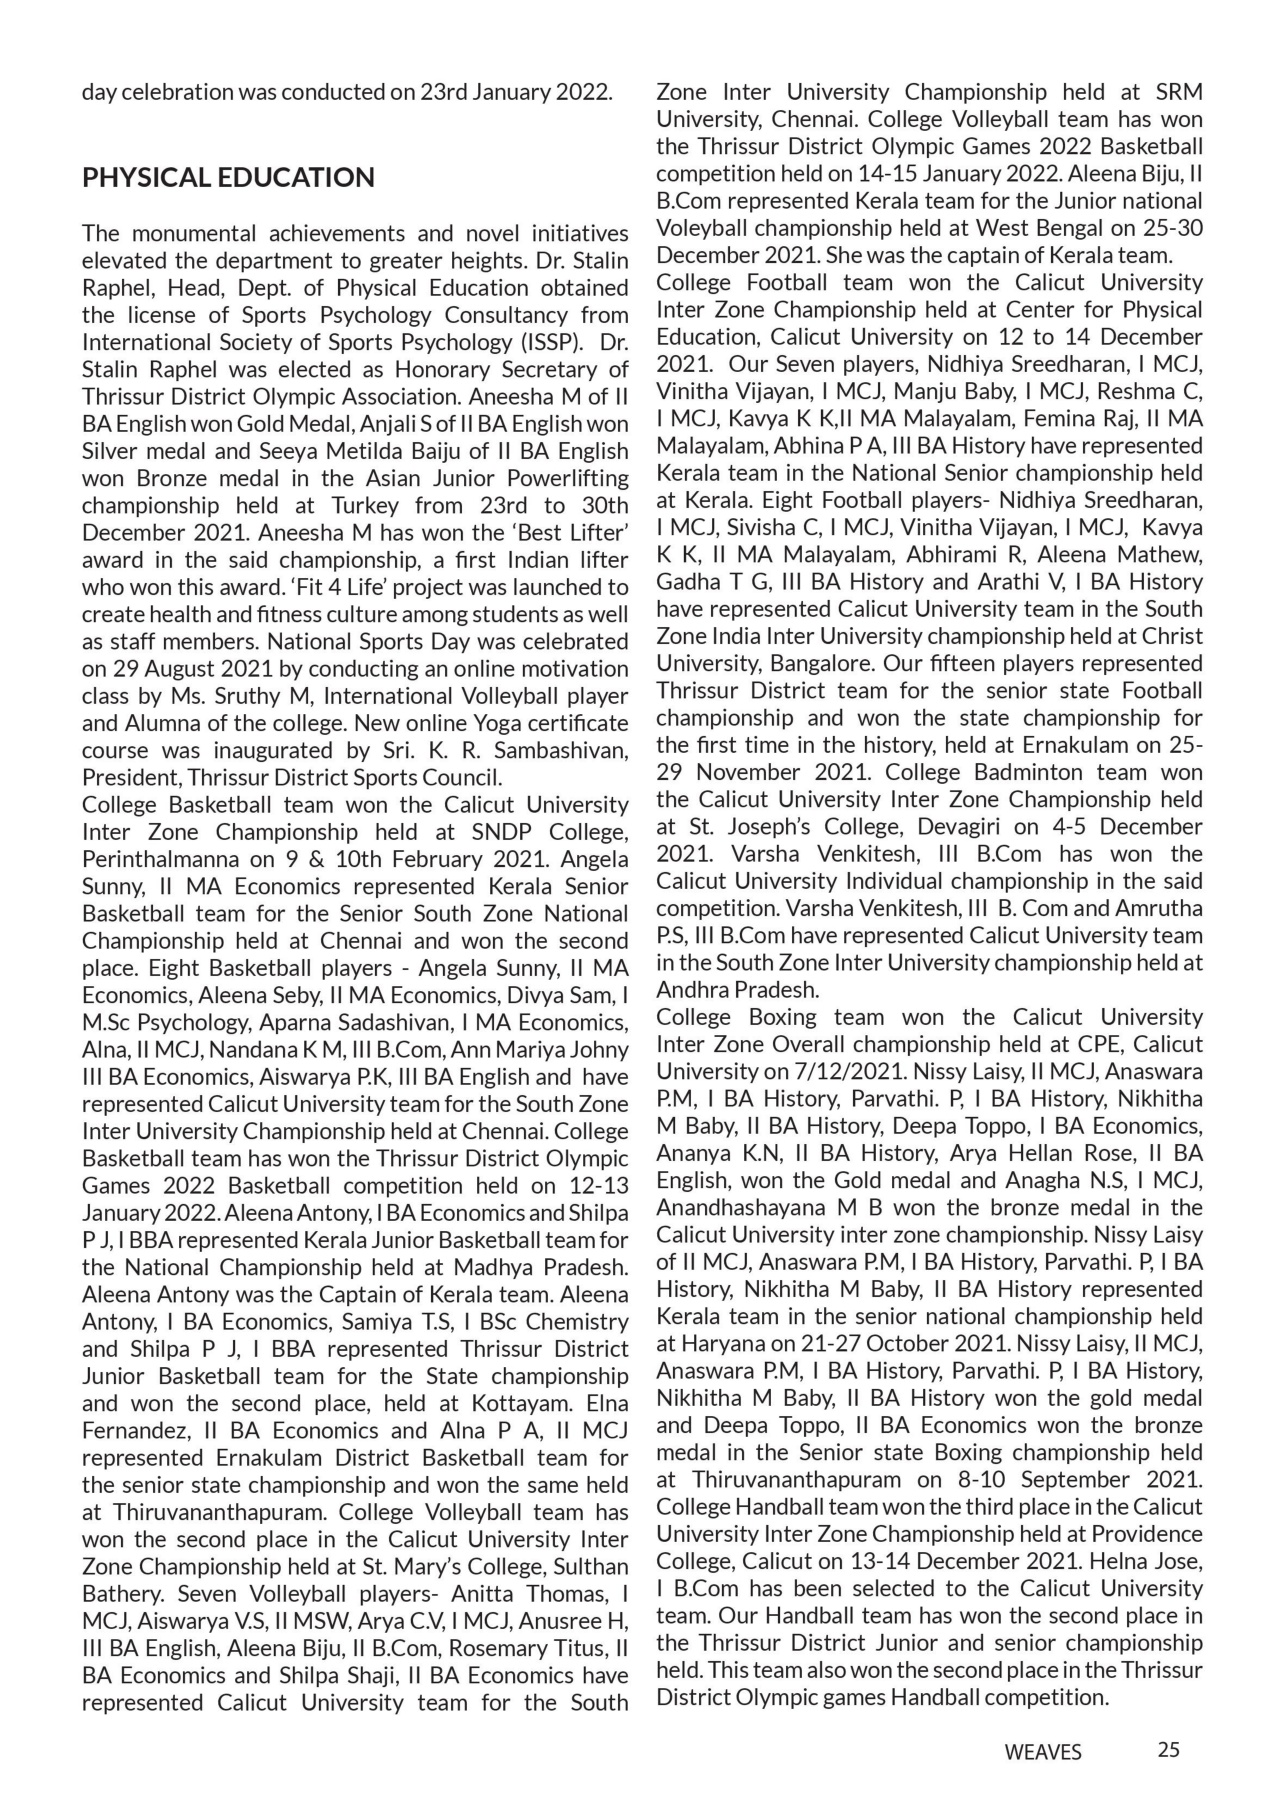 day celebration was conducted on 23rd January 2022.
PHYSICAL EDUCATION
The monumental achievements and novel initiatives
elevated the department to greater heights. Dr. Stalin
Raphel, Head, Dept. of Physical Education obtained
the license of Sports Psychology Consultancy from
International Society of Sports Psychology (ISSP). Dr.
Stalin Raphel was elected as Honorary Secretary of
Thrissur District Olympic Association. Aneesha M of II
BA English won Gold Medal, Anjali S of II BA English won
Silver medal and Seeya Metilda Baiju of II BA English
won Bronze medal in the Asian Junior Powerlifting
championship held at Turkey from 23rd to 30th
December 2021. Aneesha M has won the ‘Best Lifter’
award in the said championship, a first Indian lifter
who won this award. ‘Fit 4 Life’ project was launched to
create health and fitness culture among students as well
as staff members. National Sports Day was celebrated
on 29 August 2021 by conducting an online motivation
class by Ms. Sruthy M, International Volleyball player
and Alumna of the college. New online Yoga certificate
course was inaugurated by Sri. K. R. Sambashivan,
President, Thrissur District Sports Council.
College Basketball team won the Calicut University
Inter Zone Championship held at SNDP College,
Perinthalmanna on 9 & 10th February 2021. Angela
Sunny, II MA Economics represented Kerala Senior
Basketball team for the Senior South Zone National
Championship held at Chennai and won the second
place. Eight Basketball players - Angela Sunny, II MA
Economics, Aleena Seby, II MA Economics, Divya Sam, I
M.Sc Psychology, Aparna Sadashivan, I MA Economics,
Alna, II MCJ, Nandana K M, III B.Com, Ann Mariya Johny
III BA Economics, Aiswarya P.K, III BA English and have
represented Calicut University team for the South Zone
Inter University Championship held at Chennai. College
Basketball team has won the Thrissur District Olympic
Games 2022 Basketball competition held on 12-13
January 2022. Aleena Antony, I BA Economics and Shilpa
P J, I BBA represented Kerala Junior Basketball team for
the National Championship held at Madhya Pradesh.
Aleena Antony was the Captain of Kerala team. Aleena
Antony, I BA Economics, Samiya T.S, I BSc Chemistry
and Shilpa P J, I BBA represented Thrissur District
Junior Basketball team for the State championship
and won the second place, held at Kottayam. Elna
Fernandez, II BA Economics and Alna P A, II MCJ
represented Ernakulam District Basketball team for
the senior state championship and won the same held
at Thiruvananthapuram. College Volleyball team has
won the second place in the Calicut University Inter
Zone Championship held at St. Mary’s College, Sulthan
Bathery. Seven Volleyball players- Anitta Thomas, I
MCJ, Aiswarya V.S, II MSW, Arya C.V, I MCJ, Anusree H,
III BA English, Aleena Biju, II B.Com, Rosemary Titus, II
BA Economics and Shilpa Shaji, II BA Economics have
represented Calicut University team for the South
Zone Inter University Championship held at SRM
University, Chennai. College Volleyball team has won
the Thrissur District Olympic Games 2022 Basketball
competition held on 14-15 January 2022. Aleena Biju, II
B.Com represented Kerala team for the Junior national
Voleyball championship held at West Bengal on 25-30
December 2021. She was the captain of Kerala team.
College Football team won the Calicut University
Inter Zone Championship held at Center for Physical
Education, Calicut University on 12 to 14 December
2021. Our Seven players, Nidhiya Sreedharan, I MCJ,
Vinitha Vijayan, I MCJ, Manju Baby, I MCJ, Reshma C,
I MCJ, Kavya K K,II MA Malayalam, Femina Raj, II MA
Malayalam, Abhina P A, III BA History have represented
Kerala team in the National Senior championship held
at Kerala. Eight Football players- Nidhiya Sreedharan,
I MCJ, Sivisha C, I MCJ, Vinitha Vijayan, I MCJ, Kavya
K K, II MA Malayalam, Abhirami R, Aleena Mathew,
Gadha T G, III BA History and Arathi V, I BA History
have represented Calicut University team in the South
Zone India Inter University championship held at Christ
University, Bangalore. Our fifteen players represented
Thrissur District team for the senior state Football
championship and won the state championship for
the first time in the history, held at Ernakulam on 25-
29 November 2021. College Badminton team won
the Calicut University Inter Zone Championship held
at St. Joseph’s College, Devagiri on 4-5 December
2021. Varsha Venkitesh, III B.Com has won the
Calicut University Individual championship in the said
competition. Varsha Venkitesh, III B. Com and Amrutha
P.S, III B.Com have represented Calicut University team
in the South Zone Inter University championship held at
Andhra Pradesh.
College Boxing team won the Calicut University
Inter Zone Overall championship held at CPE, Calicut
University on 7/12/2021. Nissy Laisy, II MCJ, Anaswara
P.M, I BA History, Parvathi. P, I BA History, Nikhitha
M Baby, II BA History, Deepa Toppo, I BA Economics,
Ananya K.N, II BA History, Arya Hellan Rose, II BA
English, won the Gold medal and Anagha N.S, I MCJ,
Anandhashayana M B won the bronze medal in the
Calicut University inter zone championship. Nissy Laisy
of II MCJ, Anaswara P.M, I BA History, Parvathi. P, I BA
History, Nikhitha M Baby, II BA History represented
Kerala team in the senior national championship held
at Haryana on 21-27 October 2021. Nissy Laisy, II MCJ,
Anaswara P.M, I BA History, Parvathi. P, I BA History,
Nikhitha M Baby, II BA History won the gold medal
and Deepa Toppo, II BA Economics won the bronze
medal in the Senior state Boxing championship held
at Thiruvananthapuram on 8-10 September 2021.
College Handball team won the third place in the Calicut
University Inter Zone Championship held at Providence
College, Calicut on 13-14 December 2021. Helna Jose,
I B.Com has been selected to the Calicut University
team. Our Handball team has won the second place in
the Thrissur District Junior and senior championship
held. This team also won the second place in the Thrissur
District Olympic games Handball competition.
WEAVES 25